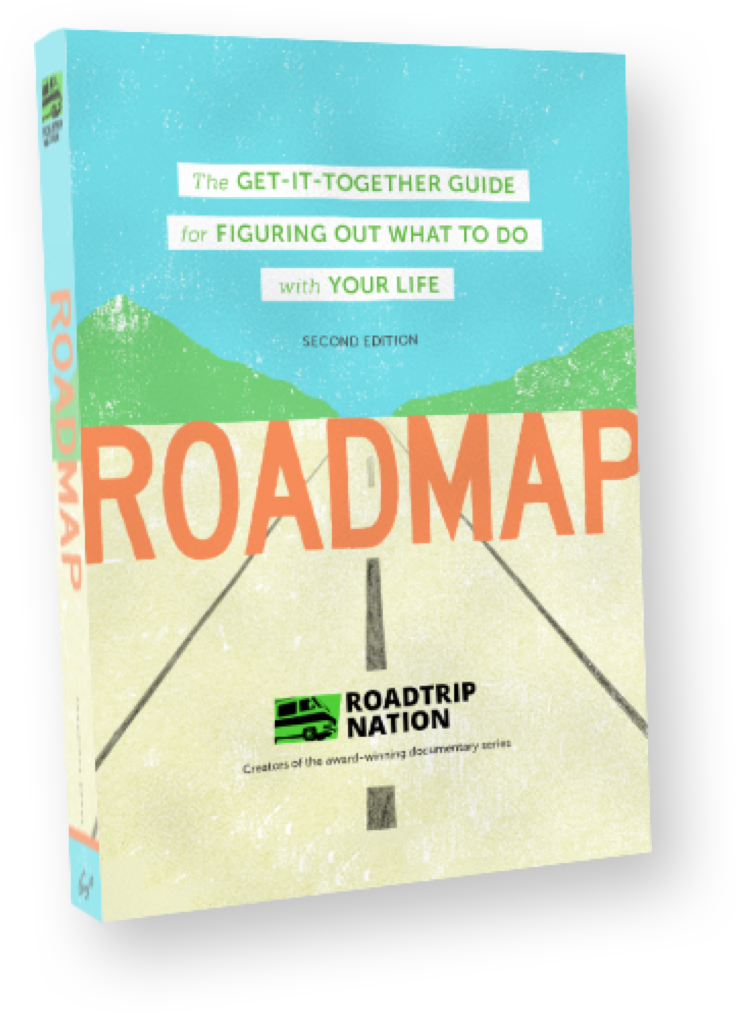 The GET-IT-TOGETHER GUIDE
for FIGURING OUT WHAT TO DO
with YOUR LIFE
SECOND EDITION
ROADMAP
ROADTRIP
NATION
Creators of the award-winning documentary series
ROADMAP